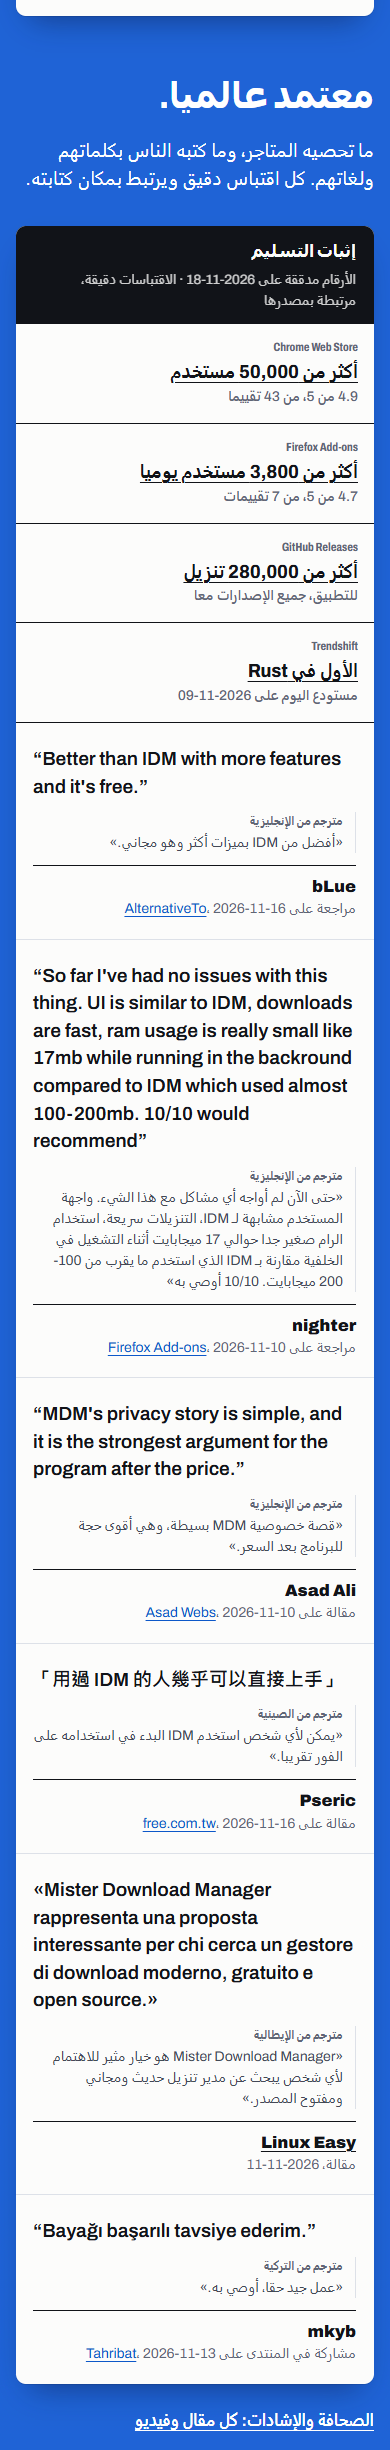 معتمد عالميا.
ما تحصيه المتاجر، وما كتبه الناس بكلماتهم
ولغاتهم. كل اقتباس دقيق ويرتبط بمكان كتابته.
إثبات التسليم
الأرقام مدققة على 2026-11-18 · الاقتباسات دقيقة،
مرتبطة بمصدرها
Chrome Web Store
أكثر من 50,000 مستخدم
4.9 من 5، من 43 تقييما
Firefox Add-ons
أكثر من 3,800 مستخدم يوميا
4.7 من 5، من 7 تقييمات
GitHub Releases
أكثر من 280,000 تنزيل
للتطبيق، جميع الإصدارات معا
Trendshift
الأول في Rust
مستودع اليوم على 2026-11-09
“Better than IDM with more features
and it's free.”
مترجم من الإنجليزية
«أفضل من IDM بميزات أكثر وهو مجاني.»
bLue
مراجعة على AlternativeTo، 2026-11-16
“So far I've had no issues with this
thing. UI is similar to IDM, downloads
are fast, ram usage is really small like
17mb while running in the backround
compared to IDM which used almost
100-200mb. 10/10 would
recommend”
مترجم من الإنجليزية
«حتى الآن لم أواجه أي مشاكل مع هذا الشيء. واجهة
المستخدم مشابهة لـ IDM، التنزيلات سريعة، استخدام
الرام صغير جدا حوالي 17 ميجابايت أثناء التشغيل في
الخلفية مقارنة بـ IDM الذي استخدم ما يقرب من 100-
200 ميجابايت. 10/10 أوصي به»
nighter
مراجعة على Firefox Add-ons، 2026-11-10
“MDM's privacy story is simple, and
it is the strongest argument for the
program after the price.”
مترجم من الإنجليزية
«قصة خصوصية MDM بسيطة، وهي أقوى حجة
للبرنامج بعد السعر.»
Asad Ali
مقالة على Asad Webs، 2026-11-10
「用過 IDM 的人幾乎可以直接上手」
مترجم من الصينية
«يمكن لأي شخص استخدم IDM البدء في استخدامه على
الفور تقريبا.»
Pseric
مقالة على free.com.tw، 2026-11-16
«Mister Download Manager
rappresenta una proposta
interessante per chi cerca un gestore
di download moderno, gratuito e
open source.»
مترجم من الإيطالية
«Mister Download Manager هو خيار مثير للاهتمام
لأي شخص يبحث عن مدير تنزيل حديث ومجاني
ومفتوح المصدر.»
Linux Easy
مقالة، 2026-11-11
“Bayağı başarılı tavsiye ederim.”
مترجم من التركية
«عمل جيد حقا، أوصي به.»
mkyb
مشاركة في المنتدى على Tahribat، 2026-11-13
الصحافة والإشادات: كل مقال وفيديو